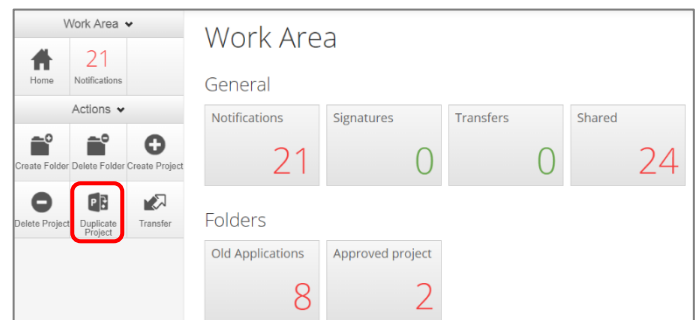 Work Area
Home
21
Notifications
Actions
Create Folder
Delete Folder
Create Project
Delete Project
P
Duplicate
Project
Transfer
Work Area
General
Notifications
21
Signatures
0
Transfers
0
Shared
24
Folders
Old Applications
8
Approved project
2